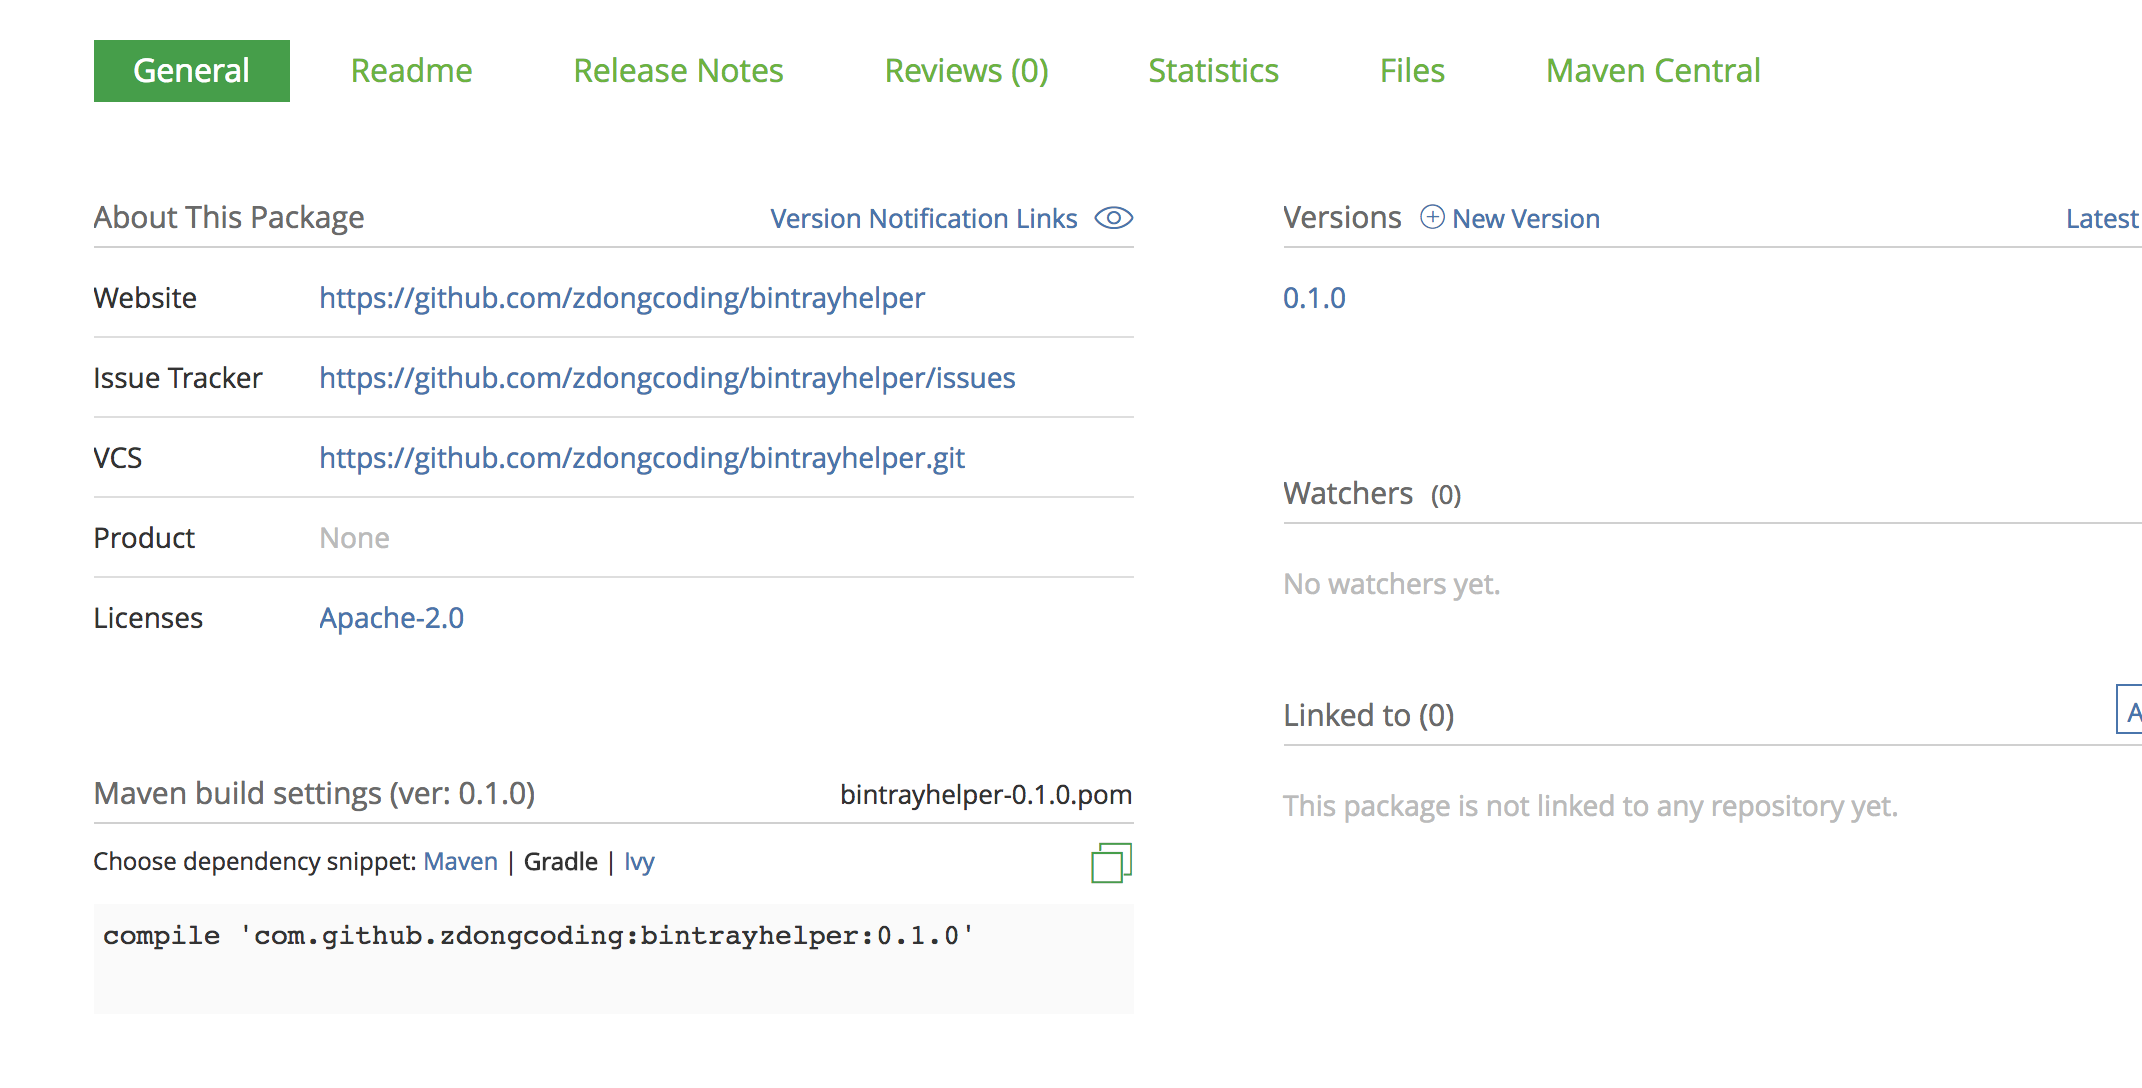 General Readme Release Notes Reviews (0) Statistics Files Maven Central
About This Package Version Notification Links
Website https://github.com/zdongcoding/bintrayhelper
Issue Tracker https://github.com/zdongcoding/bintrayhelper/issues
VCS https://github.com/zdongcoding/bintrayhelper.git
Product None
Licenses Apache-2.0
Maven build settings (ver: 0.1.0) bintrayhelper-0.1.0.pom
Choose dependency snippet: Maven | Gradle | Ivy
compile 'com.github.zdongcoding:bintrayhelper:0.1.0'
Versions New Version Latest
0.1.0
Watchers (0)
No watchers yet.
Linked to (0) A
This package is not linked to any repository yet.